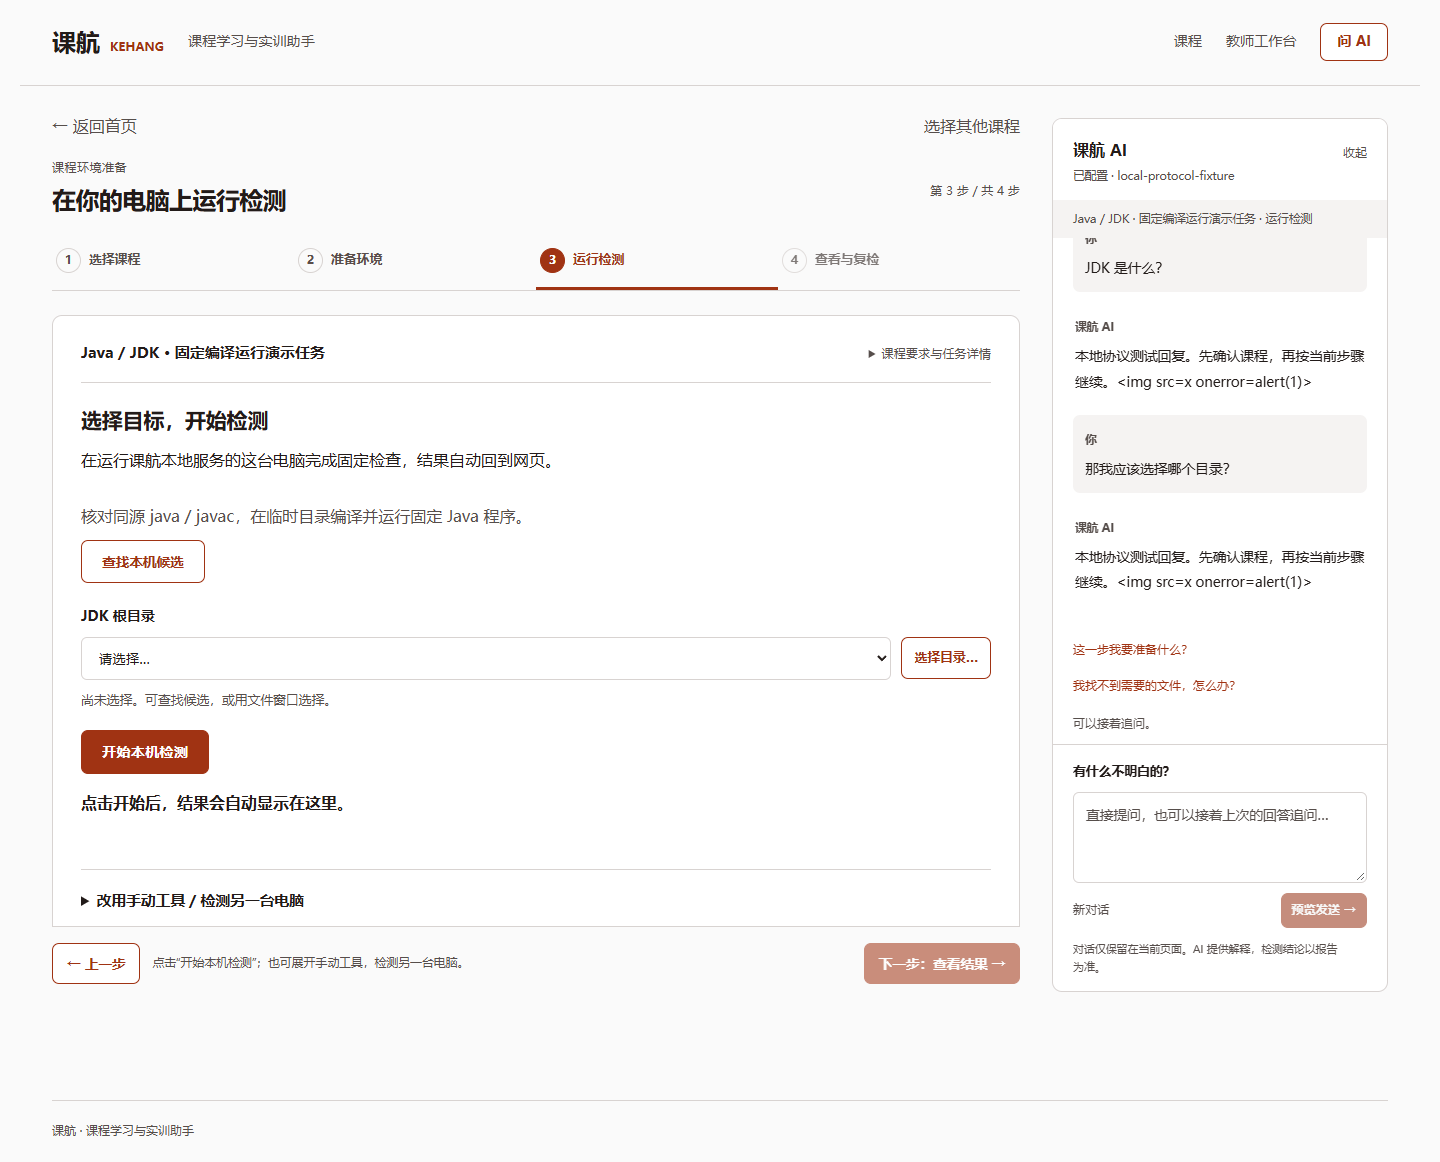 课航 KEHANG 课程学习与实训助手
课程 教师工作台 问 AI
← 返回首页 选择其他课程
课程环境准备
在你的电脑上运行检测
第 3 步 / 共 4 步
1 选择课程 2 准备环境 3 运行检测 4 查看与复检
Java / JDK • 固定编译运行演示任务
▶ 课程要求与任务详情
选择目标，开始检测
在运行课航本地服务的这台电脑完成固定检查，结果自动回到网页。
核对同源 java / javac，在临时目录编译并运行固定 Java 程序。
查找本机候选
JDK 根目录
请选择...
选择目录...
尚未选择。可查找候选，或用文件窗口选择。
开始本机检测
点击开始后，结果会自动显示在这里。
▶ 改用手动工具 / 检测另一台电脑
← 上一步
点击“开始本机检测”；也可展开手动工具，检测另一台电脑。
下一步：查看结果 →
课航 AI
收起
已配置 · local-protocol-fixture
Java / JDK · 固定编译运行演示任务 · 运行检测
你
JDK 是什么？
课航 AI
本地协议测试回复。先确认课程，再按当前步骤
继续。<img src=x onerror=alert(1)>
你
那我应该选择哪个目录？
课航 AI
本地协议测试回复。先确认课程，再按当前步骤
继续。<img src=x onerror=alert(1)>
这一步我要准备什么？
我找不到需要的文件，怎么办？
可以接着追问。
有什么不明白的？
直接提问，也可以接着上次的回答追问...
新对话
预览发送 →
对话仅保留在当前页面。AI 提供解释，检测结论以报告
为准。
课航 · 课程学习与实训助手